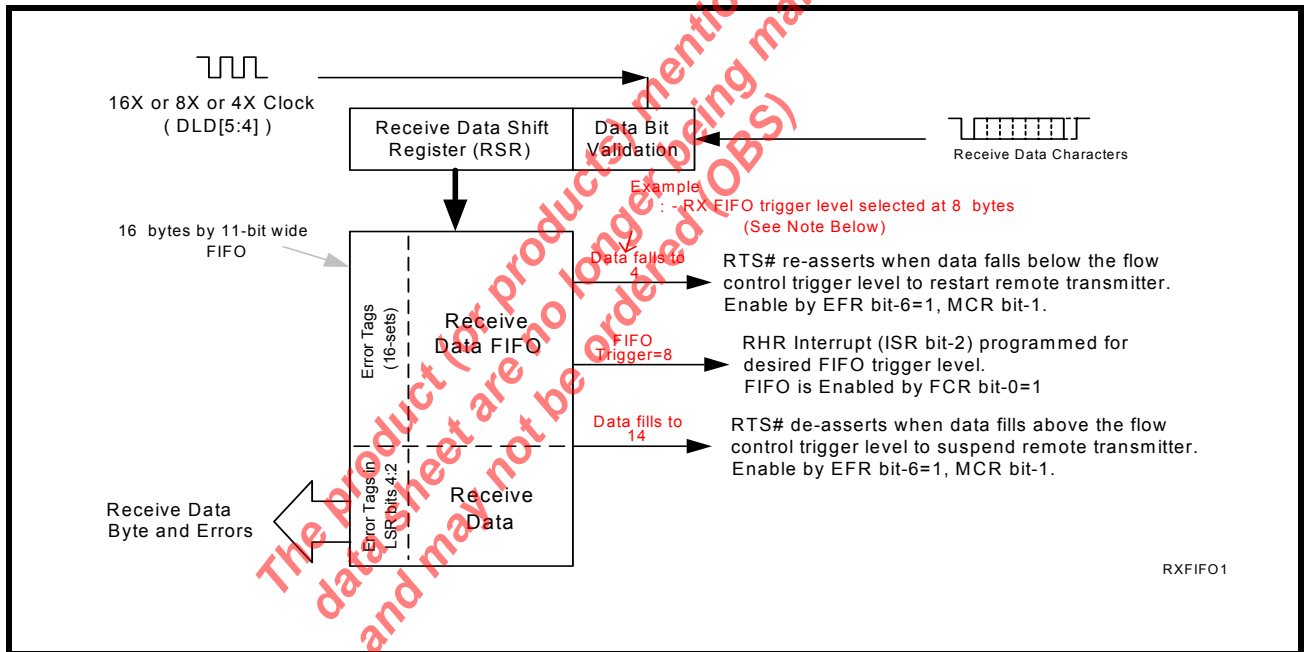 16X or 8X or 4X Clock
( DLD[5:4] )
Receive Data Shift
Register (RSR)
Data Bit
Validation
Receive Data Characters
Example
: - RX FIFO trigger level selected at 8 bytes
(See Note Below)
16 bytes by 11-bit wide
FIFO
Data falls to
4
RTS# re-asserts when data falls below the flow
control trigger level to restart remote transmitter.
Enable by EFR bit-6=1, MCR bit-1.
Error Tags
(16-sets)
Receive
Data FIFO
FIFO
Trigger=8
RHR Interrupt (ISR bit-2) programmed for
desired FIFO trigger level.
FIFO is Enabled by FCR bit-0=1
Data fills to
14
RTS# de-asserts when data fills above the flow
control trigger level to suspend remote transmitter.
Enable by EFR bit-6=1, MCR bit-1.
Error Tags in
LSR bits 4:2
Receive
Data
Receive Data
Byte and Errors
RXFIFO1
The product (or products) mentio
data sheet are no longer being ma
and may not be ordered (OBS)